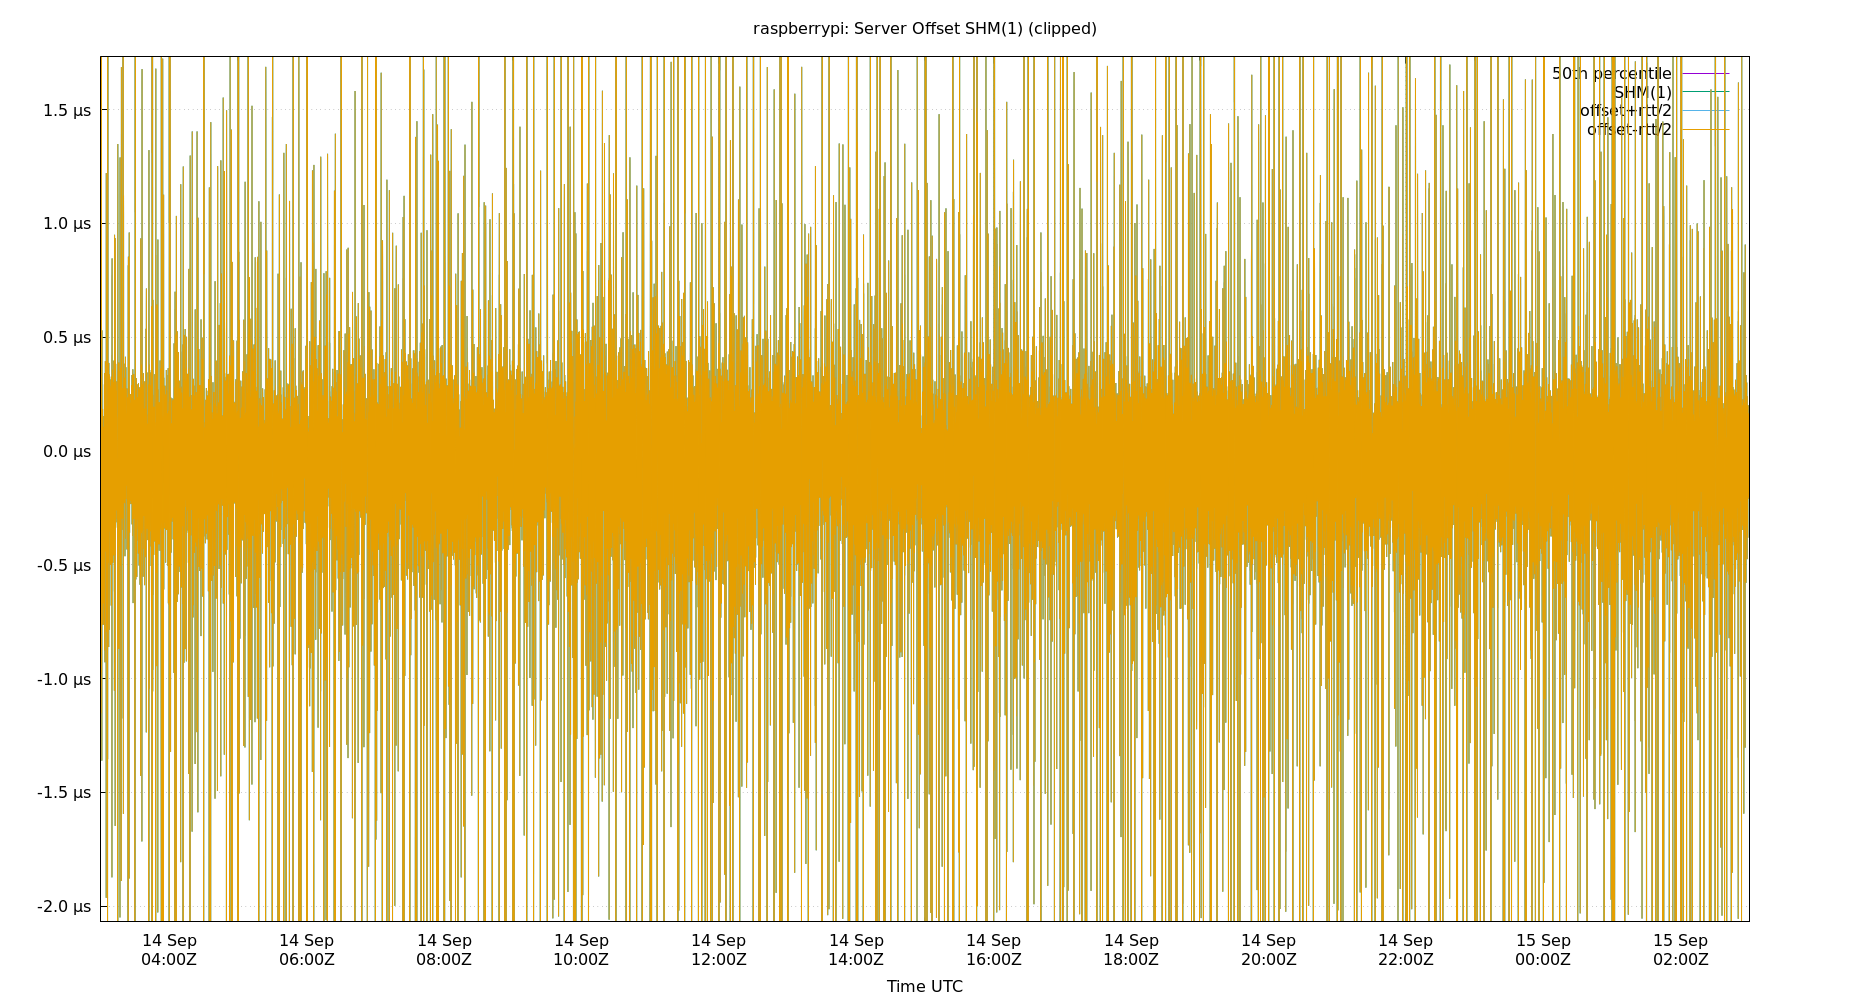 raspberrypi: Server Offset SHM(1) (clipped)
50th percentile
SHM(1)
offset+rtt/2
offset-rtt/2
1.5 µs
1.0 µs
0.5 µs
0.0 µs
-0.5 µs
-1.0 µs
-1.5 µs
-2.0 µs
14 Sep 14 Sep 14 Sep 14 Sep 14 Sep 14 Sep 14 Sep 14 Sep 14 Sep 14 Sep 15 Sep 15 Sep
04:00Z 06:00Z 08:00Z 10:00Z 12:00Z 14:00Z 16:00Z 18:00Z 20:00Z 22:00Z 00:00Z 02:00Z
Time UTC